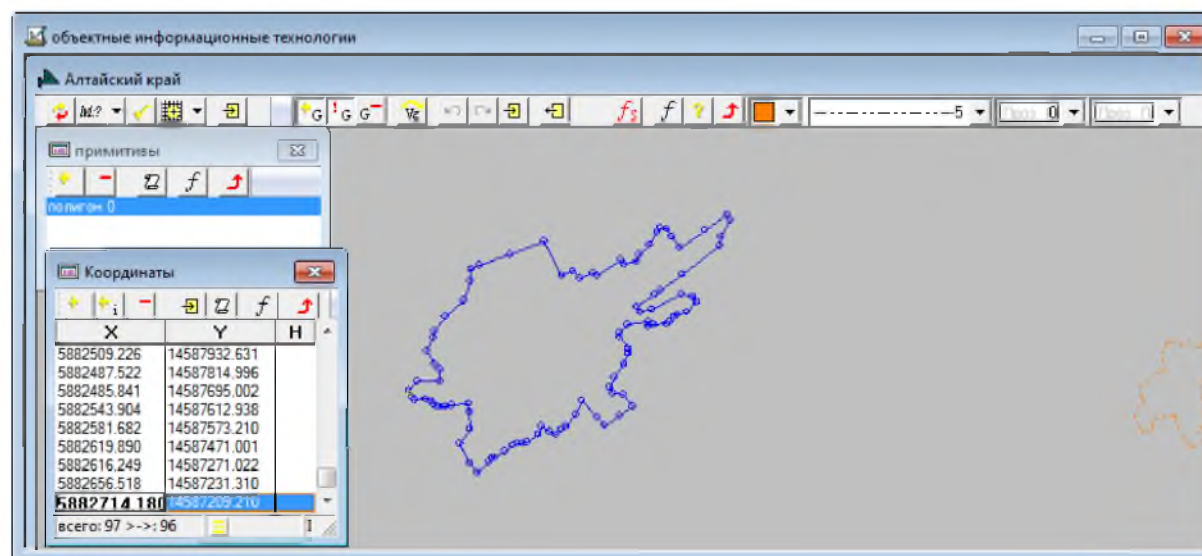 объектные информационные технологии
Алтайский край
М:? G G G 5 0
примитивы
полигон 0
Координаты
X Y H
5882509.226 14587932.631
5882487.522 14587814.996
5882485.841 14587695.002
5882543.904 14587612.938
5882581.682 14587573.210
5882619.890 14587471.001
5882616.249 14587271.022
5882656.518 14587231.310
5882714.180 14587209.210
всего: 97 >->: 96